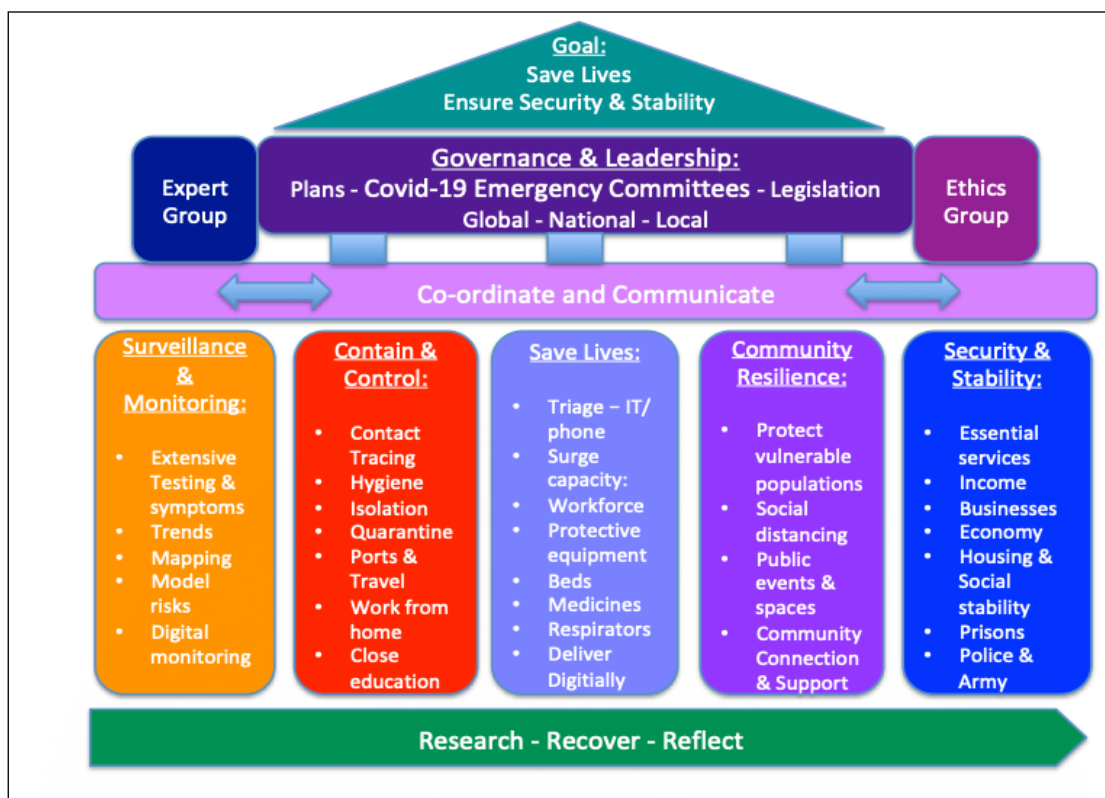 Goal:
Save Lives
Ensure Security & Stability
Expert
Group
Governance & Leadership:
Plans - Covid-19 Emergency Committees - Legislation
Global - National - Local
Ethics
Group
Co-ordinate and Communicate
Surveillance
&
Monitoring:
• Extensive
Testing &
symptoms
• Trends
• Mapping
• Model
risks
• Digital
monitoring
Contain &
Control:
• Contact
Tracing
• Hygiene
• Isolation
• Quarantine
• Ports &
Travel
• Work from
home
• Close
education
Save Lives:
• Triage – IT/
phone
• Surge
capacity:
• Workforce
• Protective
equipment
• Beds
• Medicines
• Respirators
• Deliver
Digitially
Community
Resilience:
• Protect
vulnerable
populations
• Social
distancing
• Public
events &
spaces
• Community
Connection
& Support
Security &
Stability:
• Essential
services
• Income
• Businesses
• Economy
• Housing &
Social
stability
• Prisons
• Police &
Army
Research - Recover - Reflect